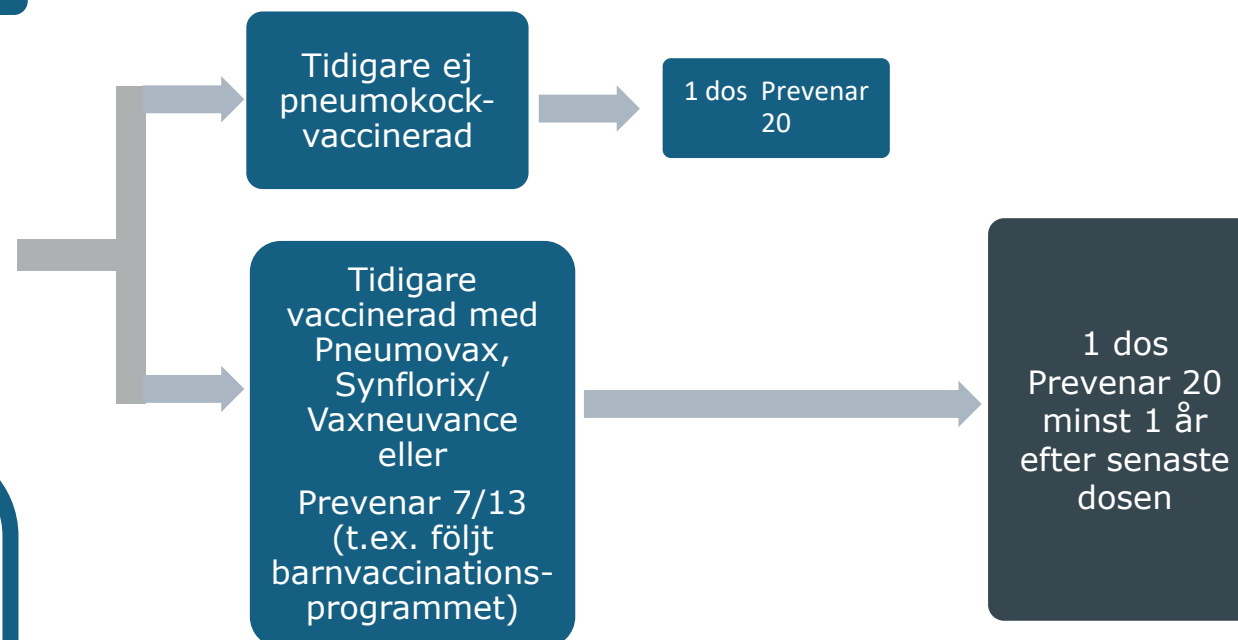 Tidigare ej
pneumokock-
vaccinerad
1 dos Prevenar
20
Tidigare
vaccinerad med
Pneumovax,
Synflorix/
Vaxneuvance
eller
Prevenar 7/13
(t.ex. följt
barnvaccinations-
programmet)
1 dos
Prevenar 20
minst 1 år
efter senaste
dosen